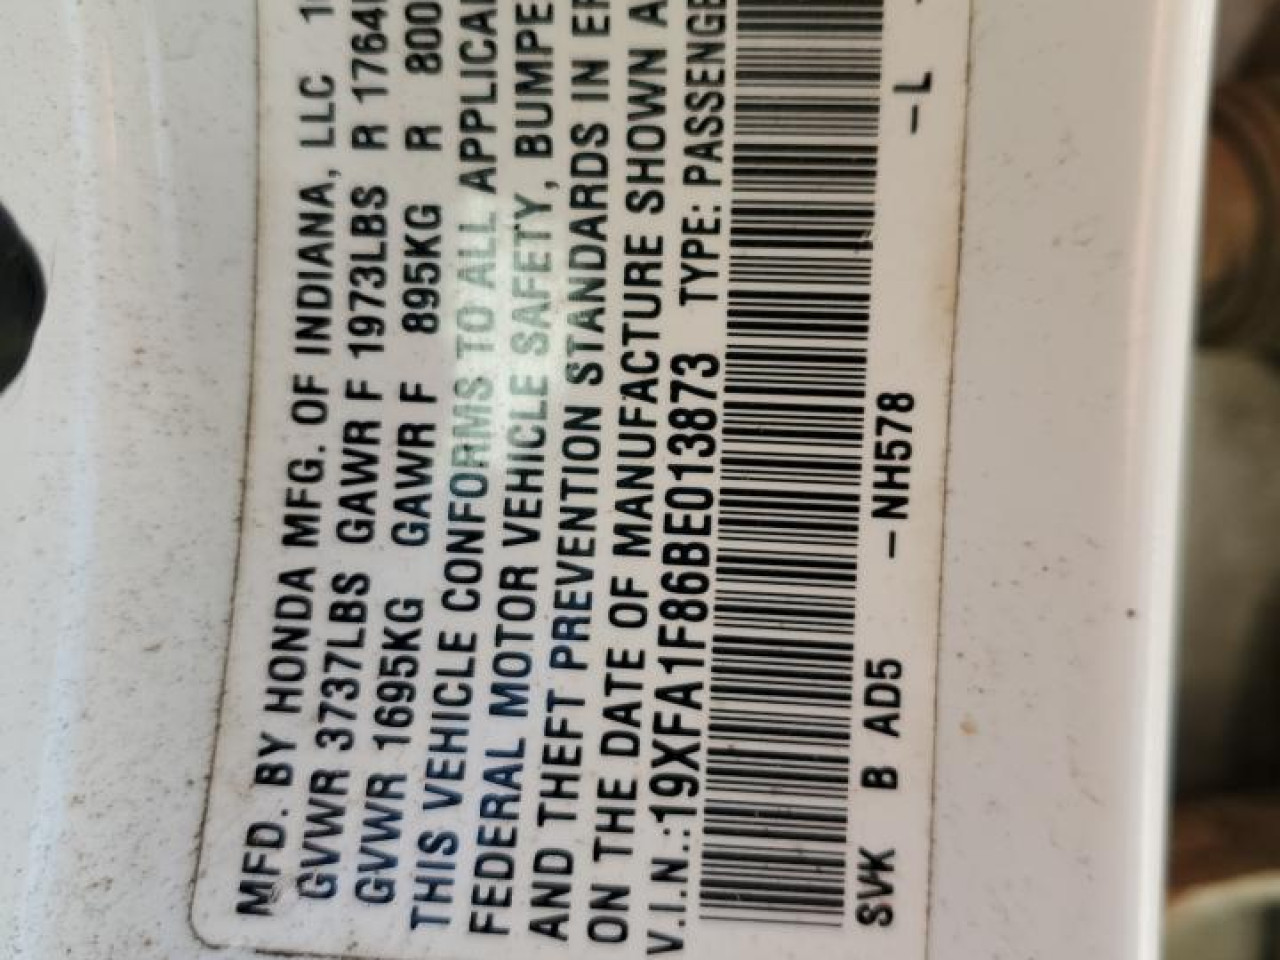 MFD. BY HONDA MFG. OF INDIANA, LLC 1
GVWR 3737LBS GAWR F 1973LBS R 1764
GVWR 1695KG GAWR F 895KG R 800
THIS VEHICLE CONFORMS TO ALL APPLICA
FEDERAL MOTOR VEHICLE SAFETY, BUMPE
AND THEFT PREVENTION STANDARDS IN EF
ON THE DATE OF MANUFACTURE SHOWN A
V.I.N.:19XFA1F86BE013873 TYPE: PASSENGE
SVK B AD5 -NH578 -L